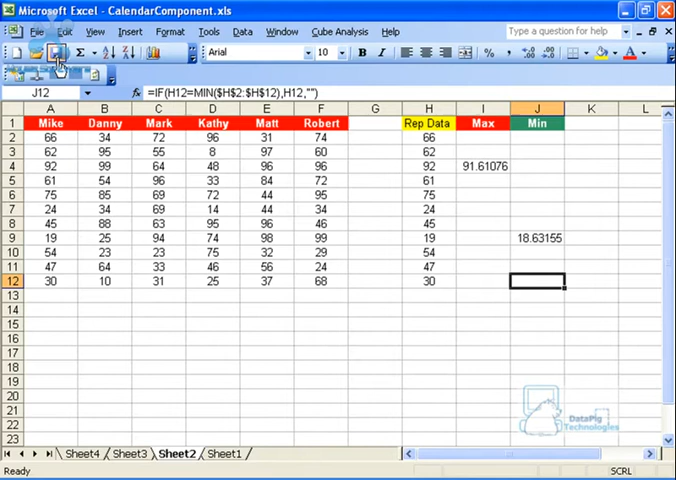 Microsoft Excel - CalendarComponent.xls
File Edit View Insert Format Tools Data Cube Analysis Window Help
Arial 10 B I
J12 fx =IF(H12=MIN($H$2:$H$12),H12,"")
A B C D E F G H I J K L
1 Mike Danny Mark Kathy Matt Robert Rep Data Max Min
2 66 34 72 96 31 74 66
3 62 95 55 8 97 60 62
4 92 99 64 48 96 96 92 91.61076
5 61 54 96 33 84 72 61
6 75 85 69 72 44 95 75
7 24 34 69 14 44 34 24
8 45 88 63 95 96 46 45
9 19 25 94 74 98 99 19 18.63155
10 54 23 23 75 32 29 54
11 47 64 33 46 56 24 47
12 30 10 31 25 37 68 30
13
14
15
16
17
18
19
20
21
22
23
DataPig
Technologies
Sheet4 Sheet3 Sheet2 Sheet1
Ready SCRL